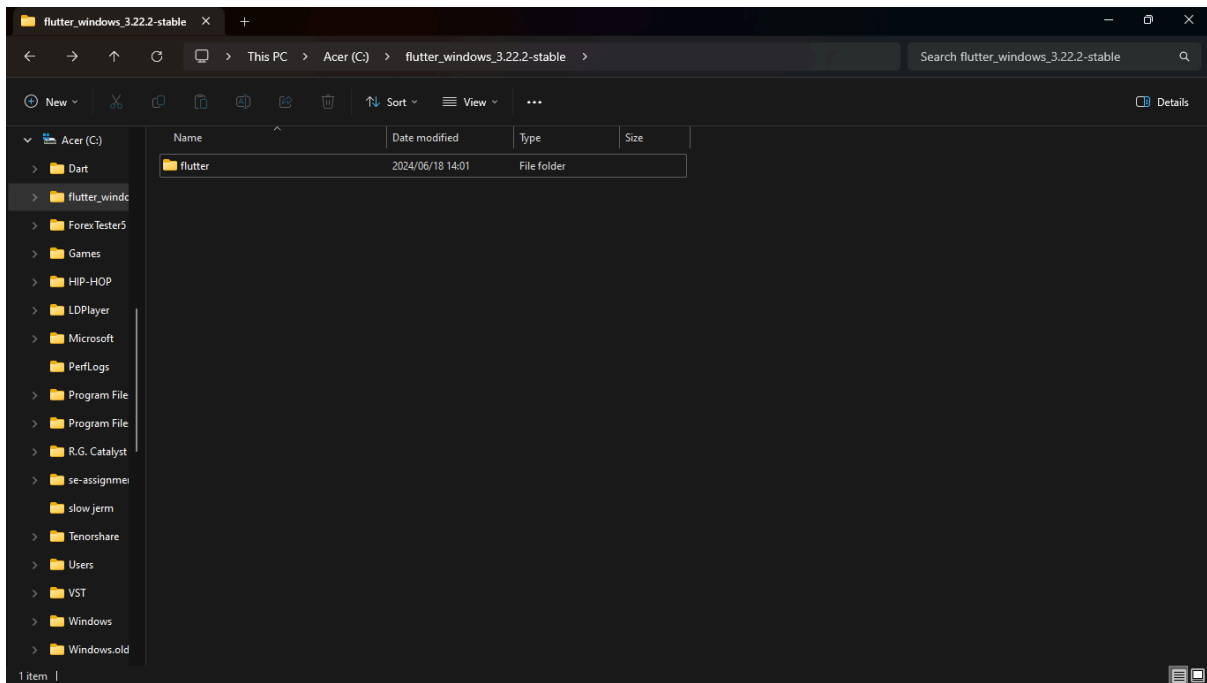 flutter_windows_3.22.2-stable
This PC > Acer (C:) > flutter_windows_3.22.2-stable >
Search flutter_windows_3.22.2-stable
New
Sort
View
Details
Name
Date modified
Type
Size
flutter
2024/06/18 14:01
File folder
Acer (C:)
Dart
flutter_windo
ForexTester5
Games
HIP-HOP
LDPlayer
Microsoft
PerfLogs
Program File
Program File
R.G. Catalyst
se-assignmen
slow jerm
Tenorshare
Users
VST
Windows
Windows.old
1 item